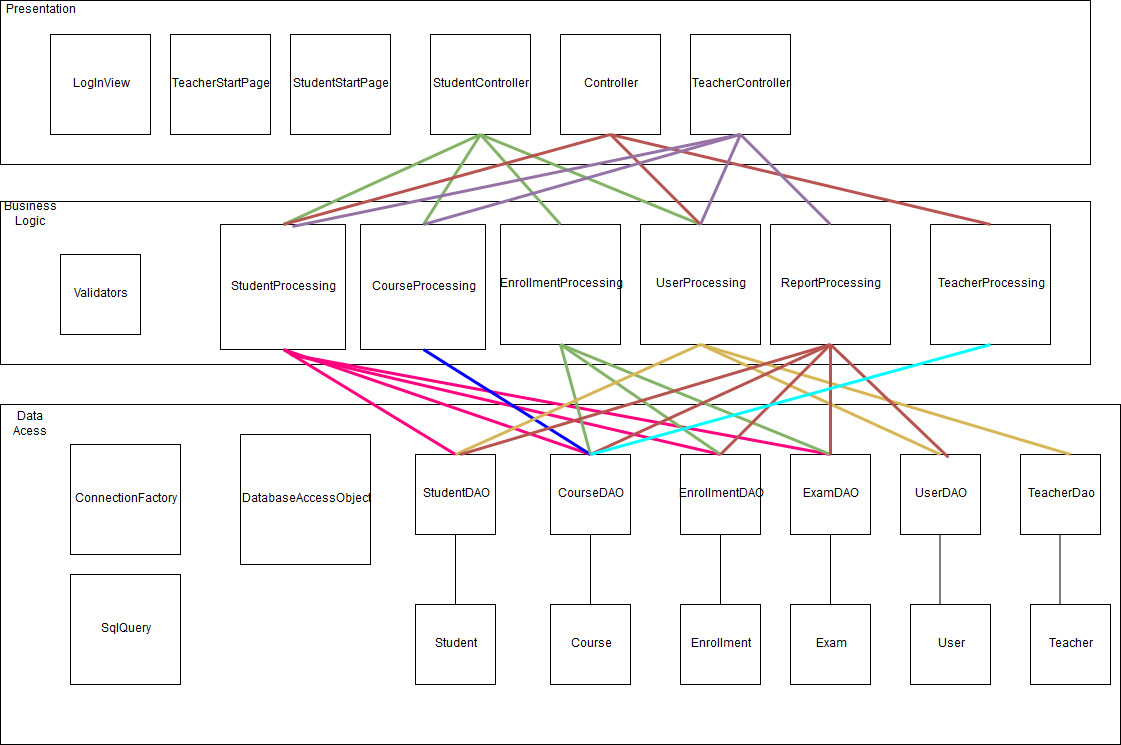 Presentation
LogInView
TeacherStartPage
StudentStartPage
StudentController
Controller
TeacherController
Business
Logic
Validators
StudentProcessing
CourseProcessing
EnrollmentProcessing
UserProcessing
ReportProcessing
TeacherProcessing
Data
Acess
ConnectionFactory
DatabaseAccessObject
StudentDAO
CourseDAO
EnrollmentDAO
ExamDAO
UserDAO
TeacherDao
SqlQuery
Student
Course
Enrollment
Exam
User
Teacher